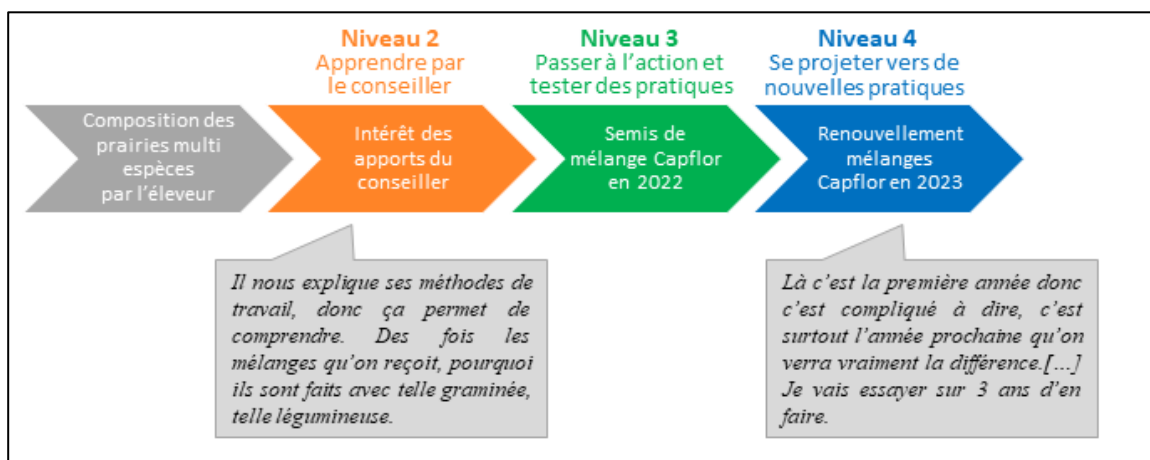 Niveau 2
Apprendre par
le conseiller
Niveau 3
Passer à l'action et
tester des pratiques
Niveau 4
Se projeter vers de
nouvelles pratiques
Composition des
prairies multi
espèces
par l'éleveur
Intérêt des
apports du
conseiller
Semis de
mélange Capflor
en 2022
Renouvellement
mélanges
Capflor en 2023
Il nous explique ses méthodes de
travail, donc ça permet de
comprendre. Des fois les
mélanges qu'on reçoit, pourquoi
ils sont faits avec telle graminée,
telle légumineuse.
Là c'est la première année donc
c'est compliqué à dire, c'est
surtout l'année prochaine qu'on
verra vraiment la différence.[…]
Je vais essayer sur 3 ans d'en
faire.